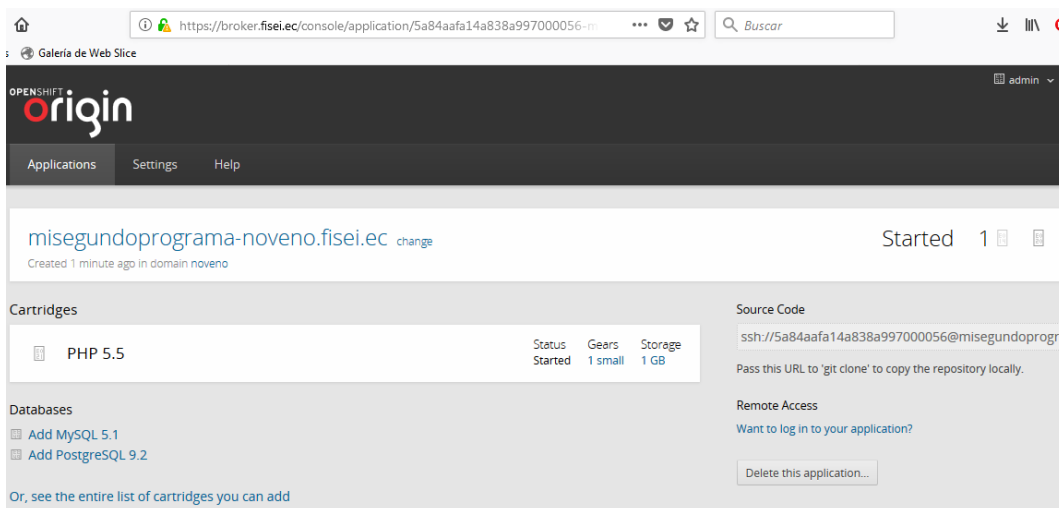 https://broker.fisei.ec/console/application/5a84aafa14a838a997000056-m
Buscar
s Galería de Web Slice
OPENSHIFT
origin
admin
Applications Settings Help
misegundoprograma-noveno.fisei.ec change
Started 1
Created 1 minute ago in domain noveno
Cartridges
PHP 5.5
Status Gears Storage
Started 1 small 1 GB
Databases
Add MySQL 5.1
Add PostgreSQL 9.2
Or, see the entire list of cartridges you can add
Source Code
ssh://5a84aafa14a838a997000056@misegundoprogr
Pass this URL to 'git clone' to copy the repository locally.
Remote Access
Want to log in to your application?
Delete this application...